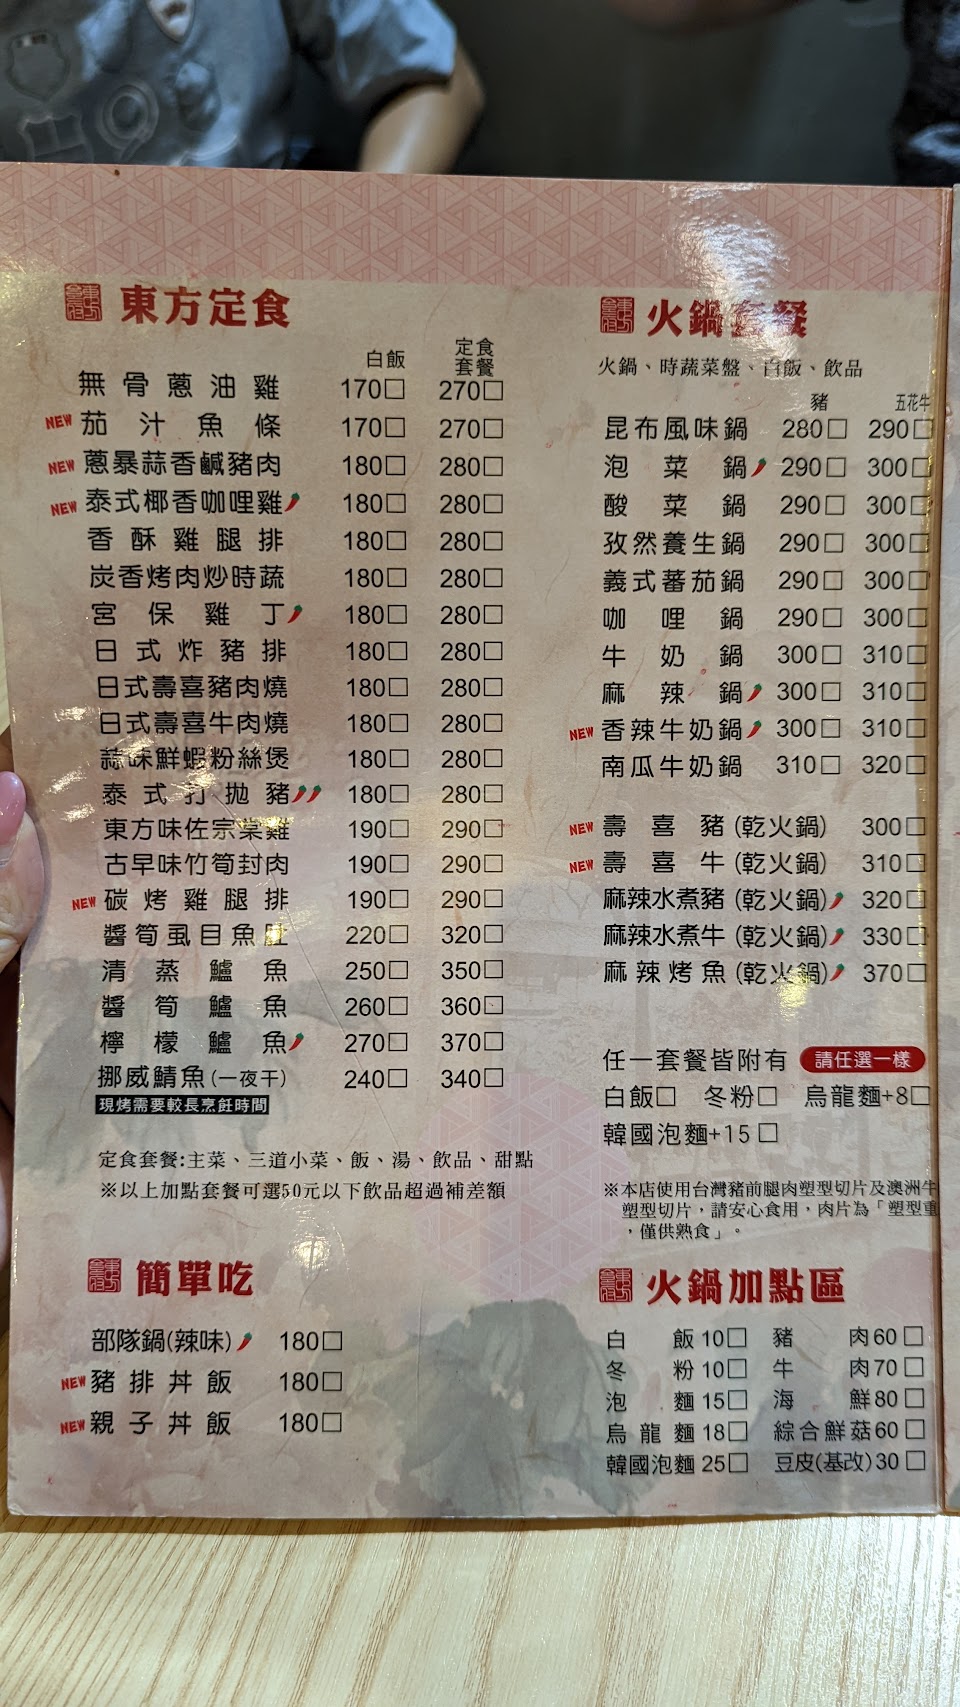 東方定食
白飯 定食套餐
無骨蔥油雞 170□ 270□
NEW 茄汁魚條 170□ 270□
NEW 蔥暴蒜香鹹豬肉 180□ 280□
NEW 泰式椰香咖哩雞 180□ 280□
香酥雞腿排 180□ 280□
炭香烤肉炒時蔬 180□ 280□
宮保雞丁 180□ 280□
日式炸豬排 180□ 280□
日式壽喜豬肉燒 180□ 280□
日式壽喜牛肉燒 180□ 280□
蒜味鮮蝦粉絲煲 180□ 280□
泰式打拋豬 180□ 280□
東方味佐宗棠雞 190□ 290□
古早味竹筍封肉 190□ 290□
NEW 碳烤雞腿排 190□ 290□
醬筍虱目魚肚 220□ 320□
清蒸鱸魚 250□ 350□
醬筍鱸魚 260□ 360□
檸檬鱸魚 270□ 370□
挪威鯖魚(一夜干) 240□ 340□
現烤需要較長烹飪時間
定食套餐:主菜、三道小菜、飯、湯、飲品、甜點
※以上加點套餐可選50元以下飲品超過補差額
簡單吃
部隊鍋(辣味) 180□
NEW 豬排丼飯 180□
NEW 親子丼飯 180□
火鍋套餐
火鍋、時蔬菜盤、白飯、飲品
豬 五花牛
昆布風味鍋 280□ 290□
泡菜鍋 290□ 300□
酸菜鍋 290□ 300□
孜然養生鍋 290□ 300□
義式蕃茄鍋 290□ 300□
咖哩鍋 290□ 300□
牛奶鍋 300□ 310□
麻辣鍋 300□ 310□
NEW 香辣牛奶鍋 300□ 310□
南瓜牛奶鍋 310□ 320□
NEW 壽喜豬(乾火鍋) 300□
NEW 壽喜牛(乾火鍋) 310□
麻辣水煮豬(乾火鍋) 320□
麻辣水煮牛(乾火鍋) 330□
麻辣烤魚(乾火鍋) 370□
任一套餐皆附有 請任選一樣
白飯□ 冬粉□ 烏龍麵+8□
韓國泡麵+15□
※本店使用台灣豬前腿肉塑型切片及澳洲牛
塑型切片，請安心食用，肉片為「塑型重
，僅供熟食」。
火鍋加點區
白飯10□ 豬肉60□
冬粉10□ 牛肉70□
泡麵15□ 海鮮80□
烏龍麵18□ 綜合鮮菇60□
韓國泡麵25□ 豆皮(基改)30□